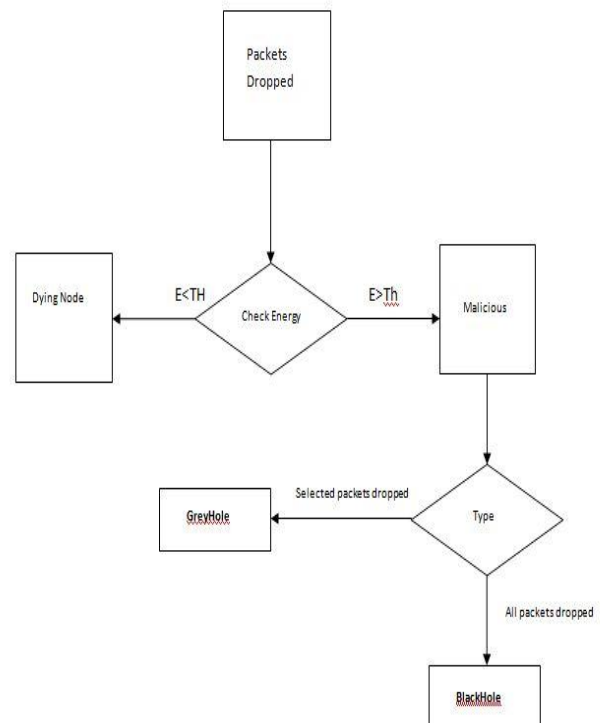 Packets
Dropped
Dying Node
E<TH
Check Energy
E>Th
Malicious
Selected packets dropped
GreyHole
Type
All packets dropped
BlackHole